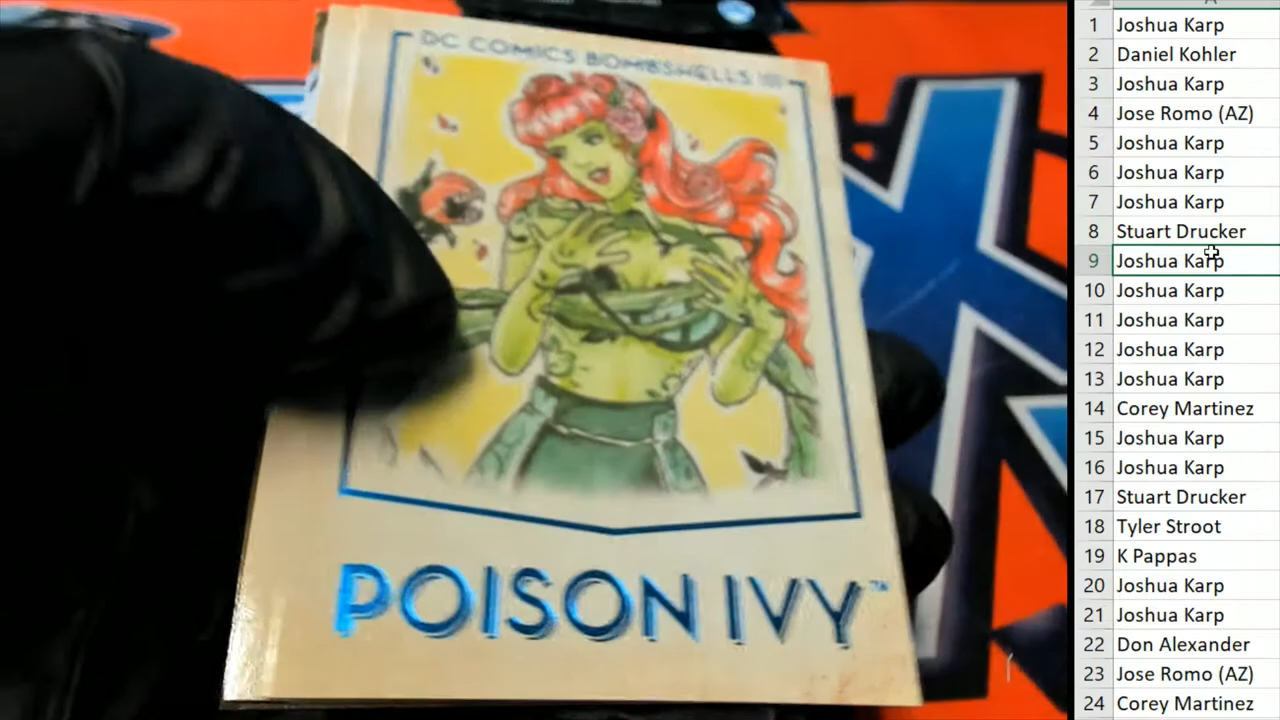 DC COMICS BOMBSHELLS III
POISON IVY™
A
1 Joshua Karp
2 Daniel Kohler
3 Joshua Karp
4 Jose Romo (AZ)
5 Joshua Karp
6 Joshua Karp
7 Joshua Karp
8 Stuart Drucker
9 Joshua Karp
10 Joshua Karp
11 Joshua Karp
12 Joshua Karp
13 Joshua Karp
14 Corey Martinez
15 Joshua Karp
16 Joshua Karp
17 Stuart Drucker
18 Tyler Stroot
19 K Pappas
20 Joshua Karp
21 Joshua Karp
22 Don Alexander
23 Jose Romo (AZ)
24 Corey Martinez